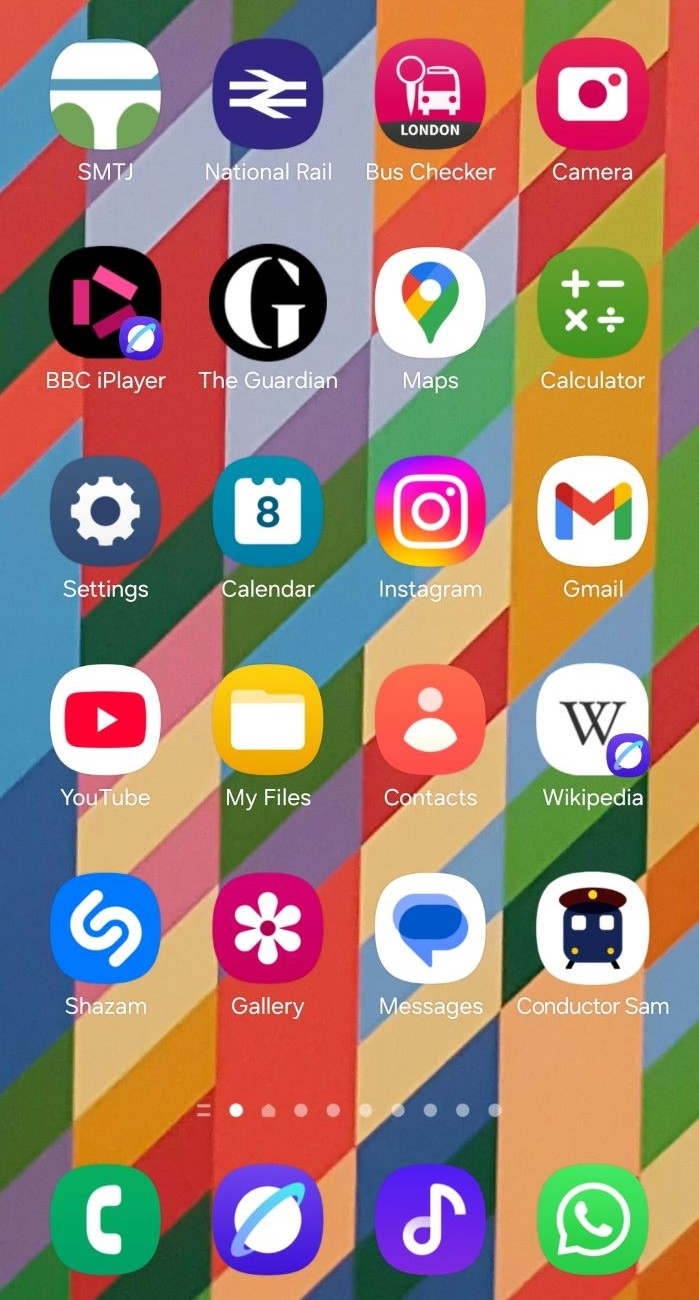 LONDON
SMTJ
National Rail
Bus Checker
Camera
G
BBC iPlayer
The Guardian
Maps
Calculator
8
Settings
Calendar
Instagram
Gmail
W
YouTube
My Files
Contacts
Wikipedia
Shazam
Gallery
Messages
Conductor Sam